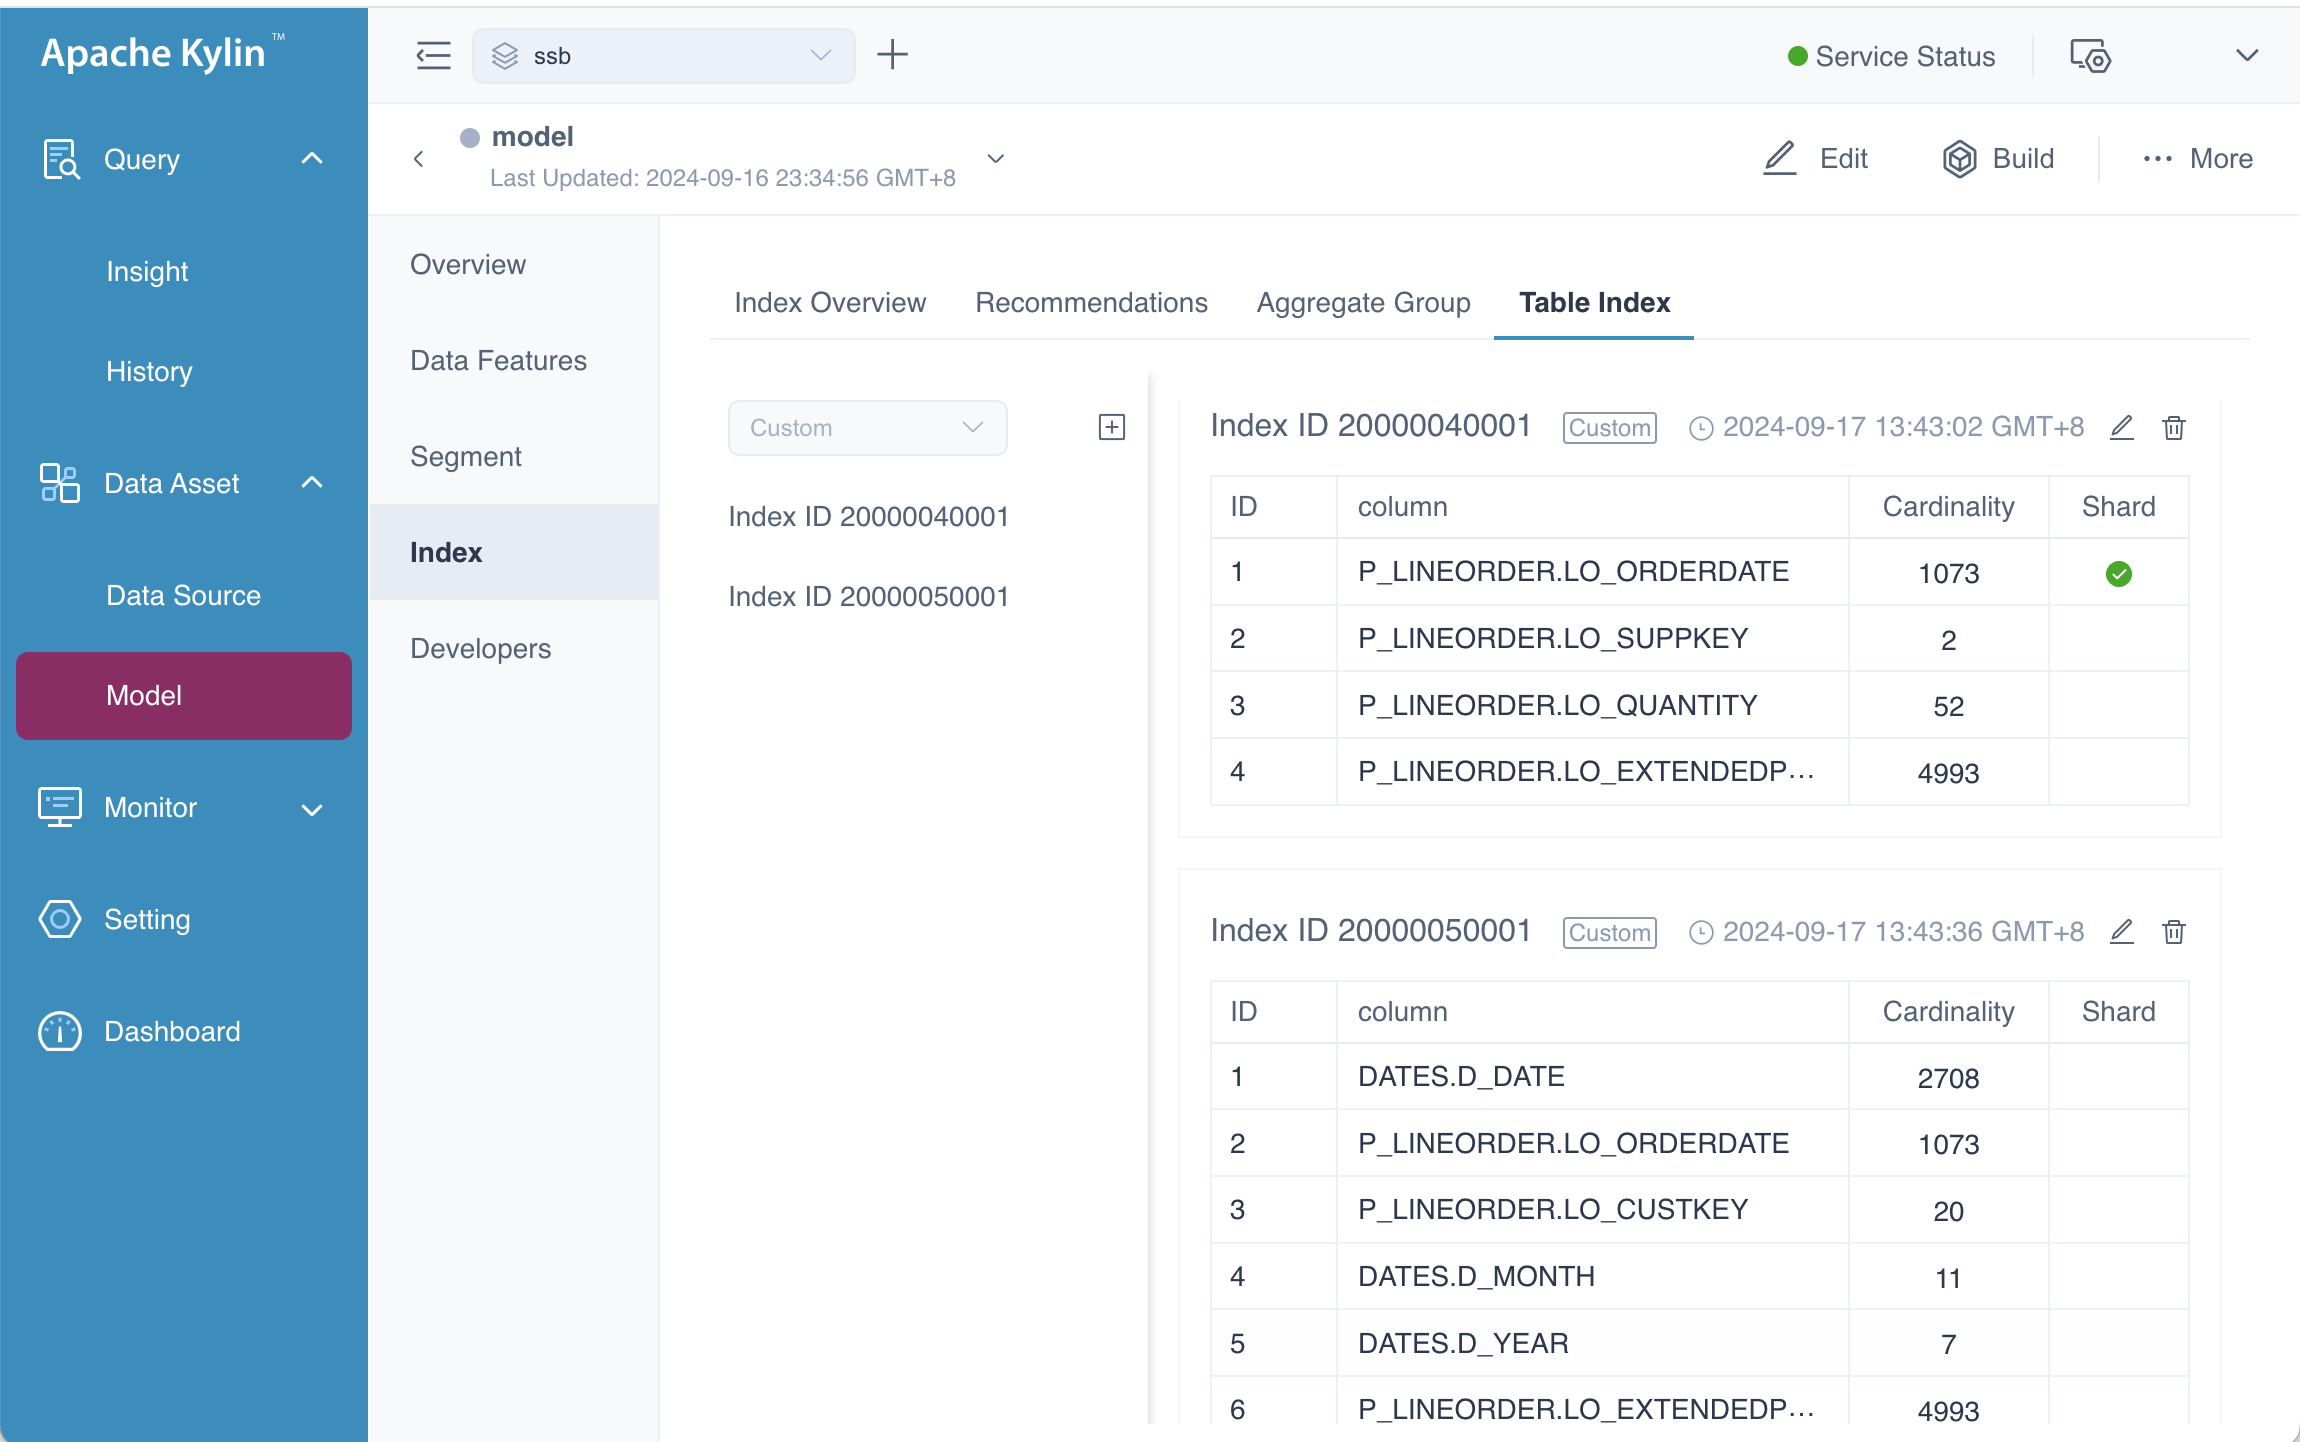 Apache Kylin™
Query
Insight
History
Data Asset
Data Source
Model
Monitor
Setting
Dashboard
ssb
Service Status
model
Last Updated: 2024-09-16 23:34:56 GMT+8
Edit
Build
More
Overview
Data Features
Segment
Index
Developers
Index Overview Recommendations Aggregate Group Table Index
Custom
Index ID 20000040001
Index ID 20000050001
Index ID 20000040001 Custom 2024-09-17 13:43:02 GMT+8
ID column Cardinality Shard
1 P_LINEORDER.LO_ORDERDATE 1073
2 P_LINEORDER.LO_SUPPKEY 2
3 P_LINEORDER.LO_QUANTITY 52
4 P_LINEORDER.LO_EXTENDEDP… 4993
Index ID 20000050001 Custom 2024-09-17 13:43:36 GMT+8
ID column Cardinality Shard
1 DATES.D_DATE 2708
2 P_LINEORDER.LO_ORDERDATE 1073
3 P_LINEORDER.LO_CUSTKEY 20
4 DATES.D_MONTH 11
5 DATES.D_YEAR 7
6 P_LINEORDER.LO_EXTENDEDP… 4993